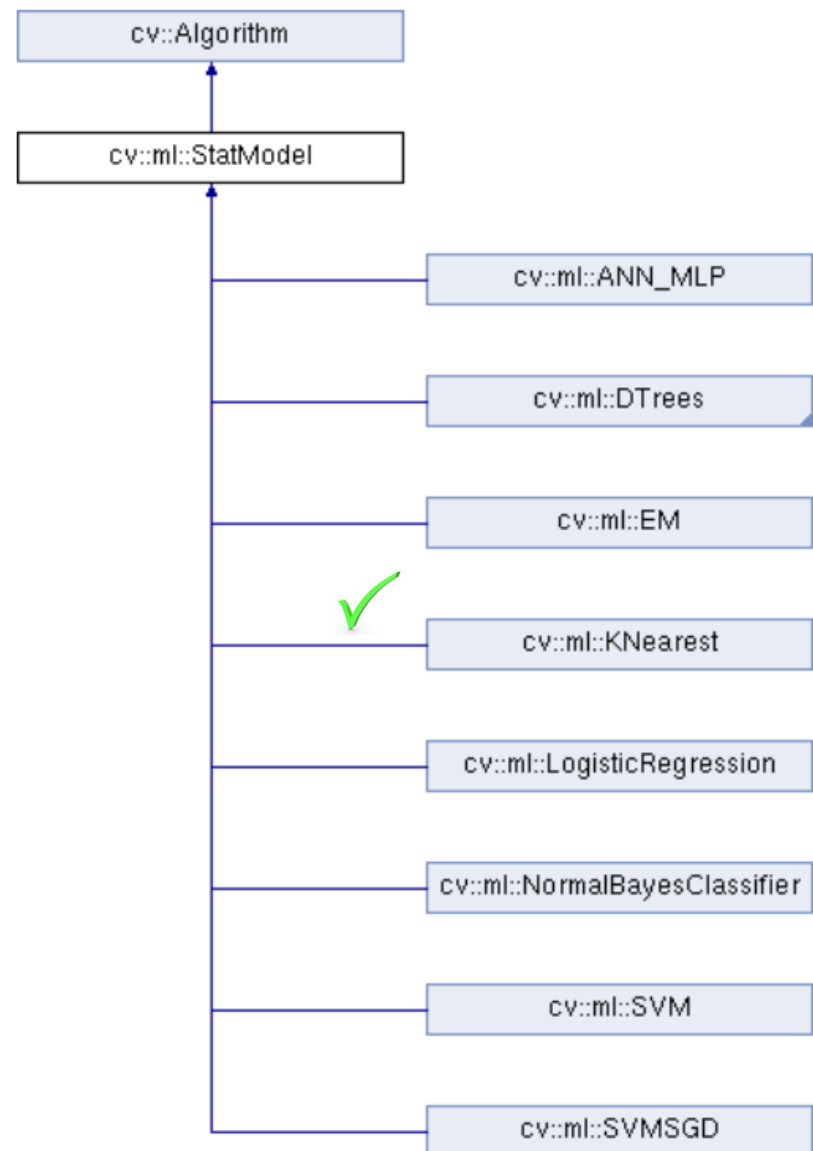 cv::Algorithm
cv::ml::StatModel
cv::ml::ANN_MLP
cv::ml::DTrees
cv::ml::EM
cv::ml::KNearest
cv::ml::LogisticRegression
cv::ml::NormalBayesClassifier
cv::ml::SVM
cv::ml::SVMSGD